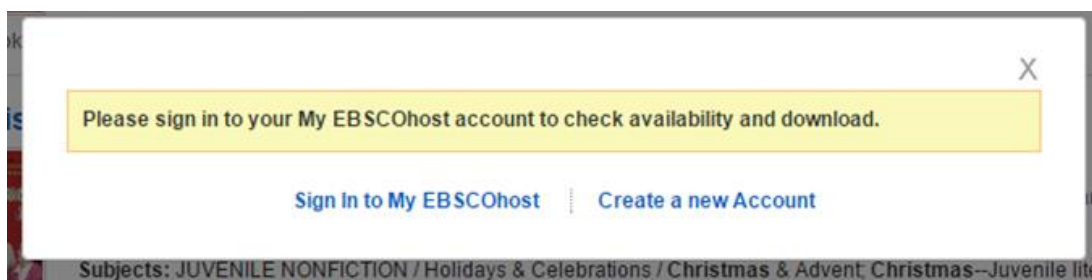 X
Please sign in to your My EBSCOhost account to check availability and download.
Sign In to My EBSCOhost Create a new Account
Subjects: JUVENILE NONFICTION / Holidays & Celebrations / Christmas & Advent; Christmas--Juvenile